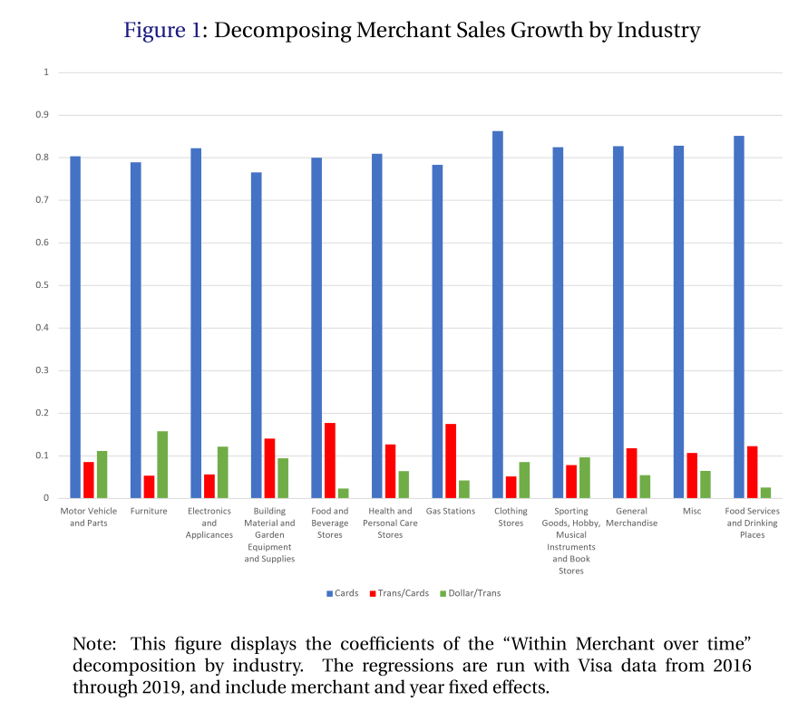 Figure 1: Decomposing Merchant Sales Growth by Industry
1
0.9
0.8
0.7
0.6
0.5
0.4
0.3
0.2
0.1
0
Motor Vehicle
and Parts
Furniture
Electronics
and
Applicances
Building
Material and
Garden
Equipment
and Supplies
Food and
Beverage
Stores
Health and
Personal Care
Stores
Gas Stations
Clothing
Stores
Sporting
Goods, Hobby,
Musical
Instruments
and Book
Stores
General
Merchandise
Misc
Food Services
and Drinking
Places
Cards Trans/Cards Dollar/Trans
Note: This figure displays the coefficients of the “Within Merchant over time”
decomposition by industry. The regressions are run with Visa data from 2016
through 2019, and include merchant and year fixed effects.